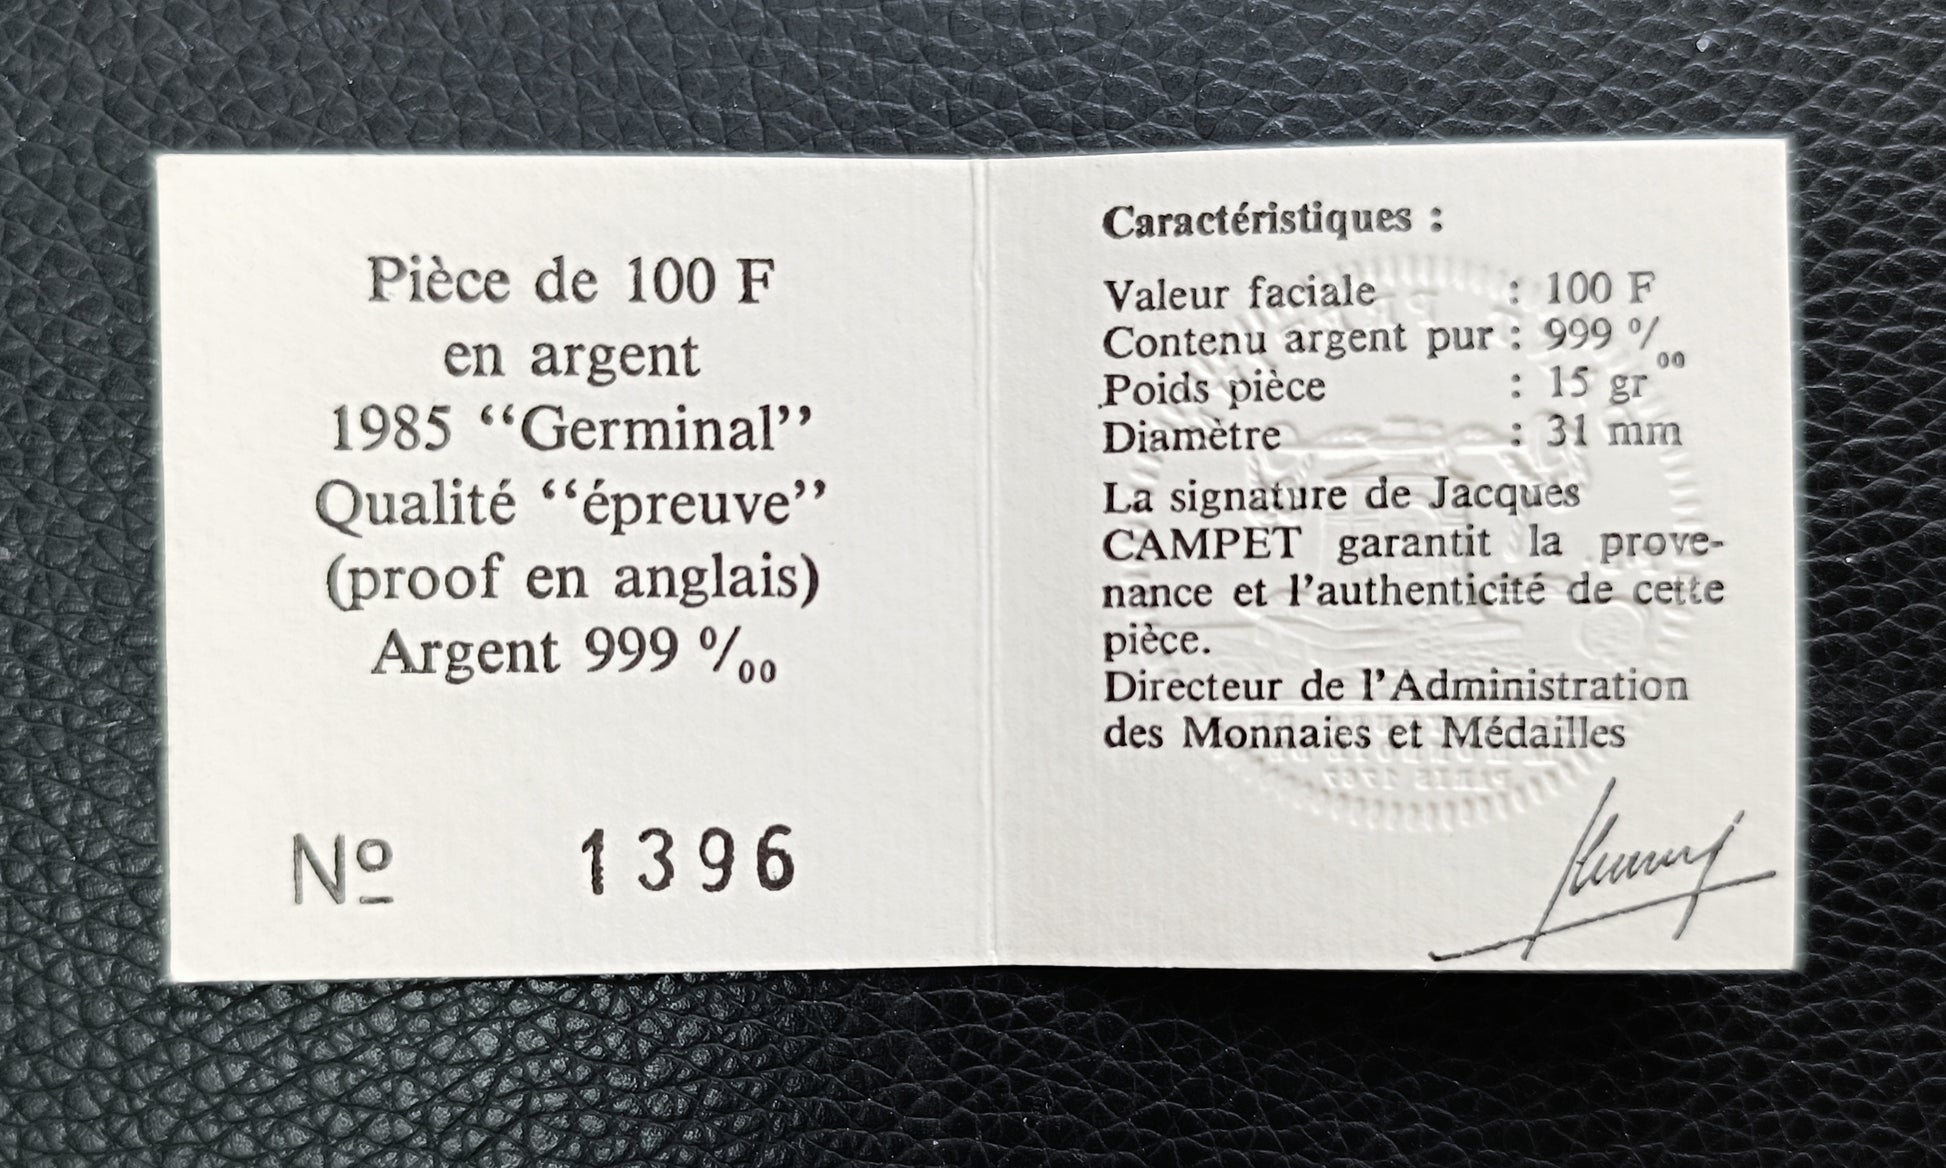 Pièce de 100 F
en argent
1985 “Germinal”
Qualité “épreuve”
(proof en anglais)
Argent 999 ‰
Nº 1396
Caractéristiques :
Valeur faciale : 100 F
Contenu argent pur : 999 ‰
Poids pièce : 15 gr
Diamètre : 31 mm
La signature de Jacques
CAMPET garantit la prove-
nance et l'authenticité de cette
pièce.
Directeur de l'Administration
des Monnaies et Médailles